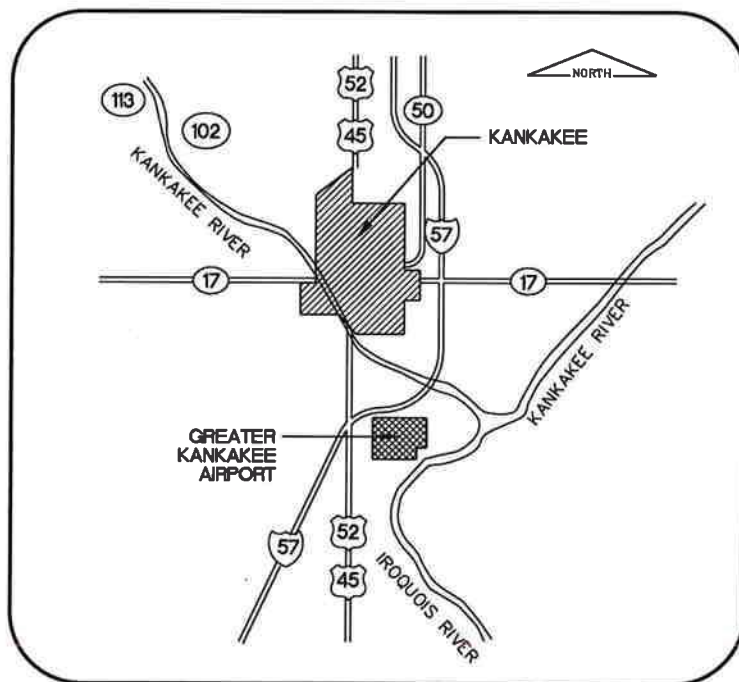 52
NORTH
113
50
102
45
KANKAKEE
KANKAKEE RIVER
57
17
17
KANKAKEE RIVER
GREATER
KANKAKEE
AIRPORT
52
57
45
IROQUOIS RIVER